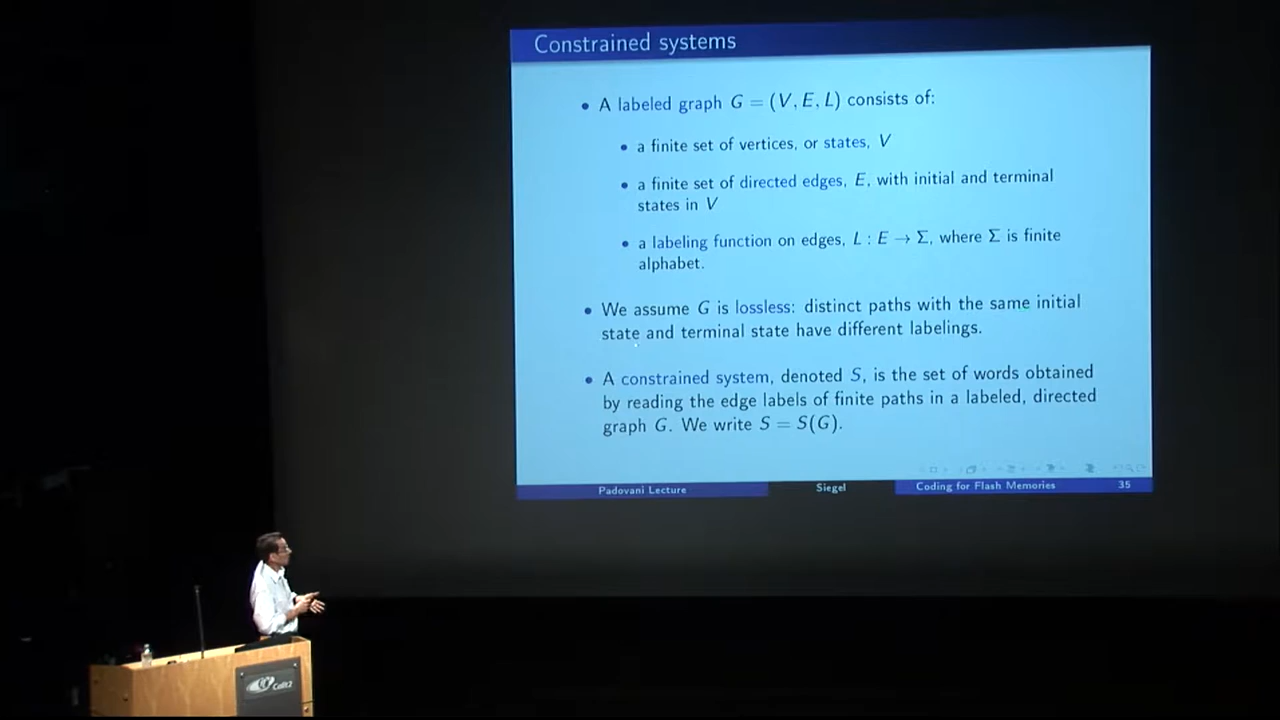 Constrained systems
• A labeled graph G = (V, E, L) consists of:
• a finite set of vertices, or states, V
• a finite set of directed edges, E, with initial and terminal
states in V
• a labeling function on edges, L : E → Σ, where Σ is finite
alphabet.
• We assume G is lossless: distinct paths with the same initial
state and terminal state have different labelings.
• A constrained system, denoted S, is the set of words obtained
by reading the edge labels of finite paths in a labeled, directed
graph G. We write S = S(G).
Padovani Lecture Siegel Coding for Flash Memories 35
Calit2